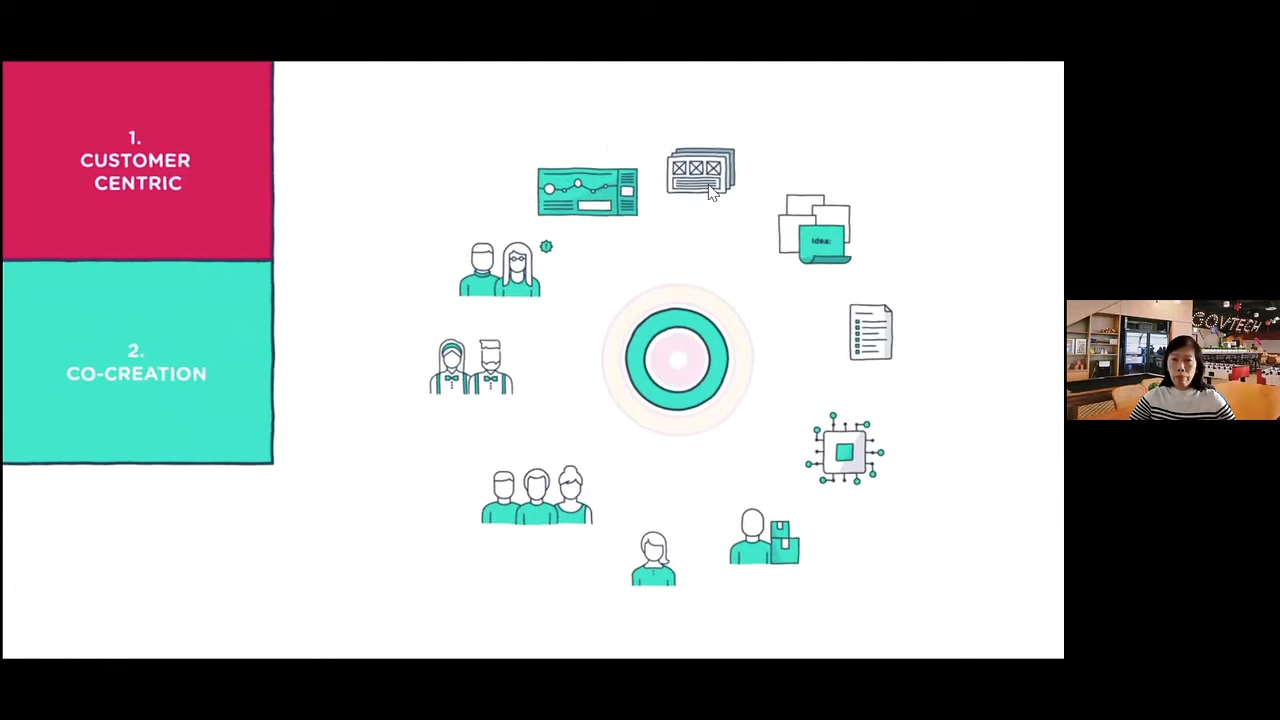 1.
CUSTOMER
CENTRIC
2.
CO-CREATION
Idea:
GOVTECH